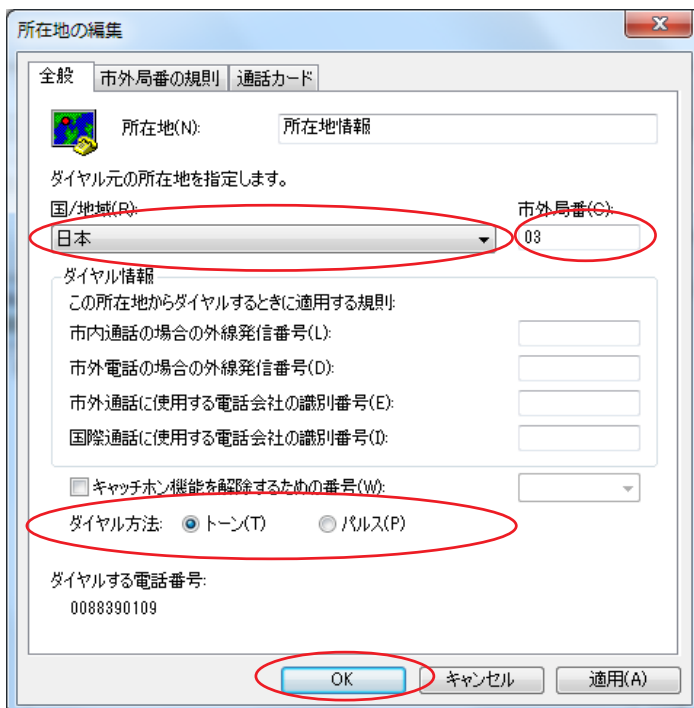 所在地の編集
全般 市外局番の規則 通話カード
所在地(N): 所在地情報
ダイヤル元の所在地を指定します。
国/地域(R): 市外局番(C):
日本 03
ダイヤル情報
この所在地からダイヤルするときに適用する規則:
市内通話の場合の外線発信番号(L):
市外電話の場合の外線発信番号(D):
市外通話に使用する電話会社の識別番号(E):
国際通話に使用する電話会社の識別番号(I):
キャッチホン機能を解除するための番号(W):
ダイヤル方法: トーン(T) パルス(P)
ダイヤルする電話番号:
0088390109
OK キャンセル 適用(A)